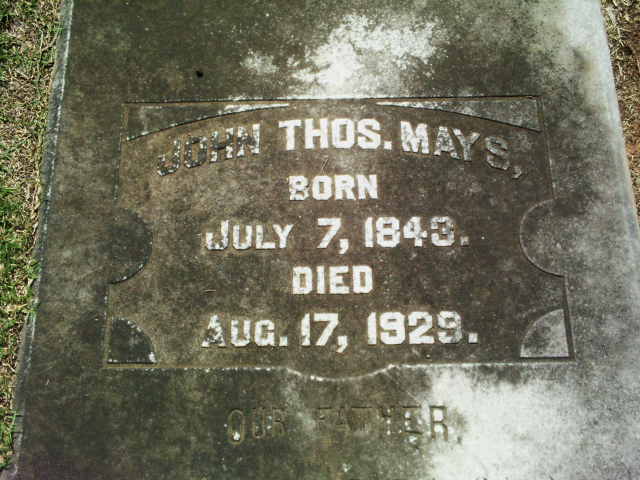 JOHN THOS. MAYS,
BORN
JULY 7, 1843.
DIED
AUG. 17, 1929.
OUR FATHER.